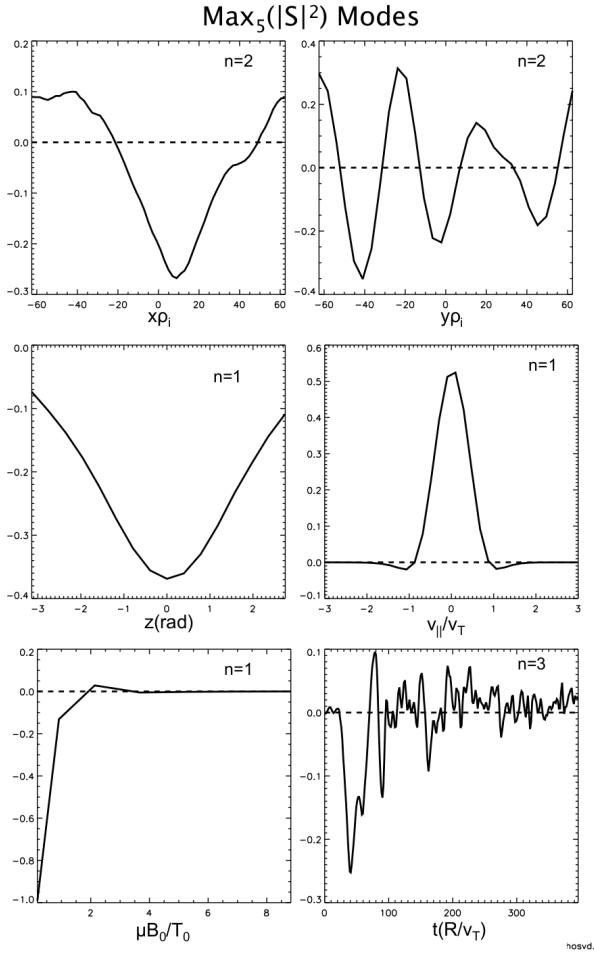 Max₅(|S|²) Modes
n=2
0.2
0.1
0.0
-0.1
-0.2
-0.3
-60 -40 -20 0 20 40 60
xρᵢ
n=2
0.4
0.2
0.0
-0.2
-0.4
-60 -40 -20 0 20 40 60
yρᵢ
n=1
0.0
-0.1
-0.2
-0.3
-0.4
-3 -2 -1 0 1 2
z(rad)
n=1
0.6
0.5
0.4
0.3
0.2
0.1
0.0
-0.1
-3 -2 -1 0 1 2 3
v||/vT
n=1
0.2
0.0
-0.2
-0.4
-0.6
-0.8
-1.0
2 4 6 8
μB₀/T₀
n=3
0.1
0.0
-0.1
-0.2
-0.3
0 100 200 300
t(R/vT)
hosvd.